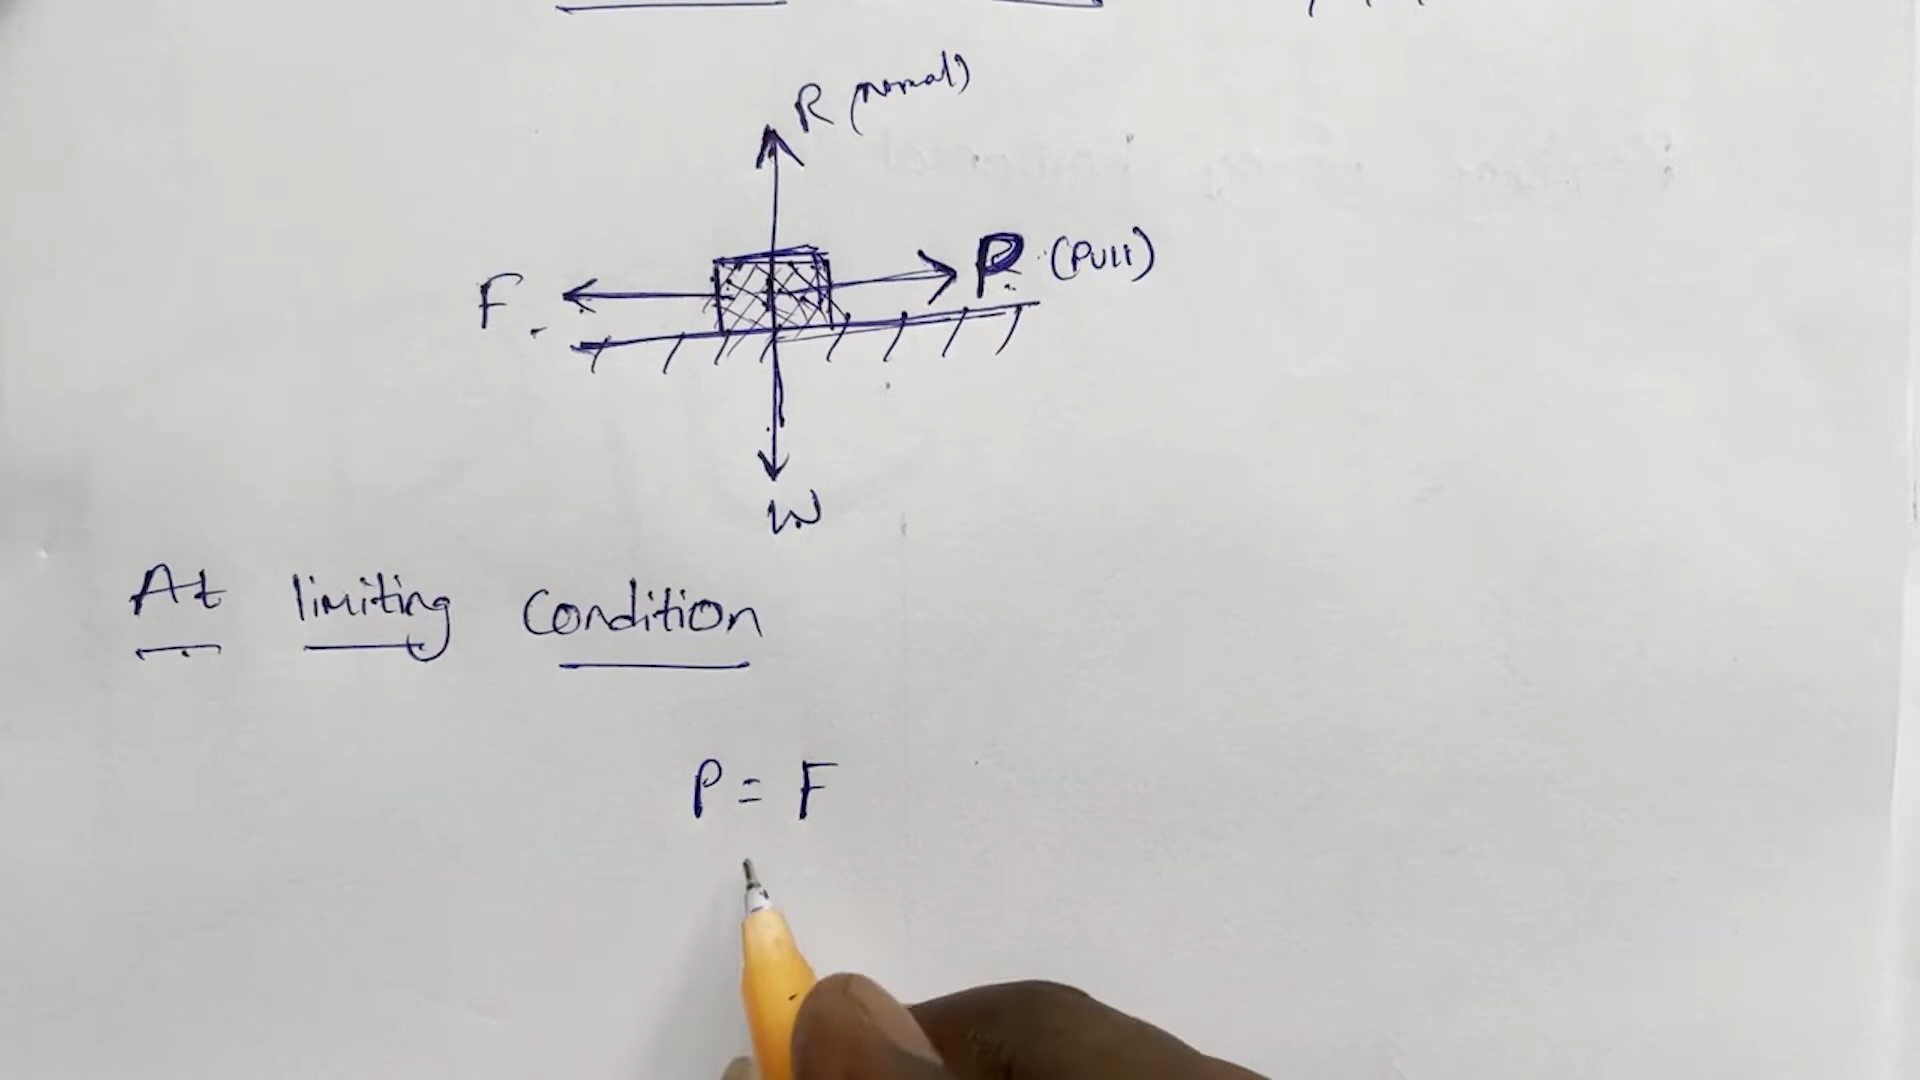 R (normal)
F
P (Pull)
W
At limiting Condition
P = F